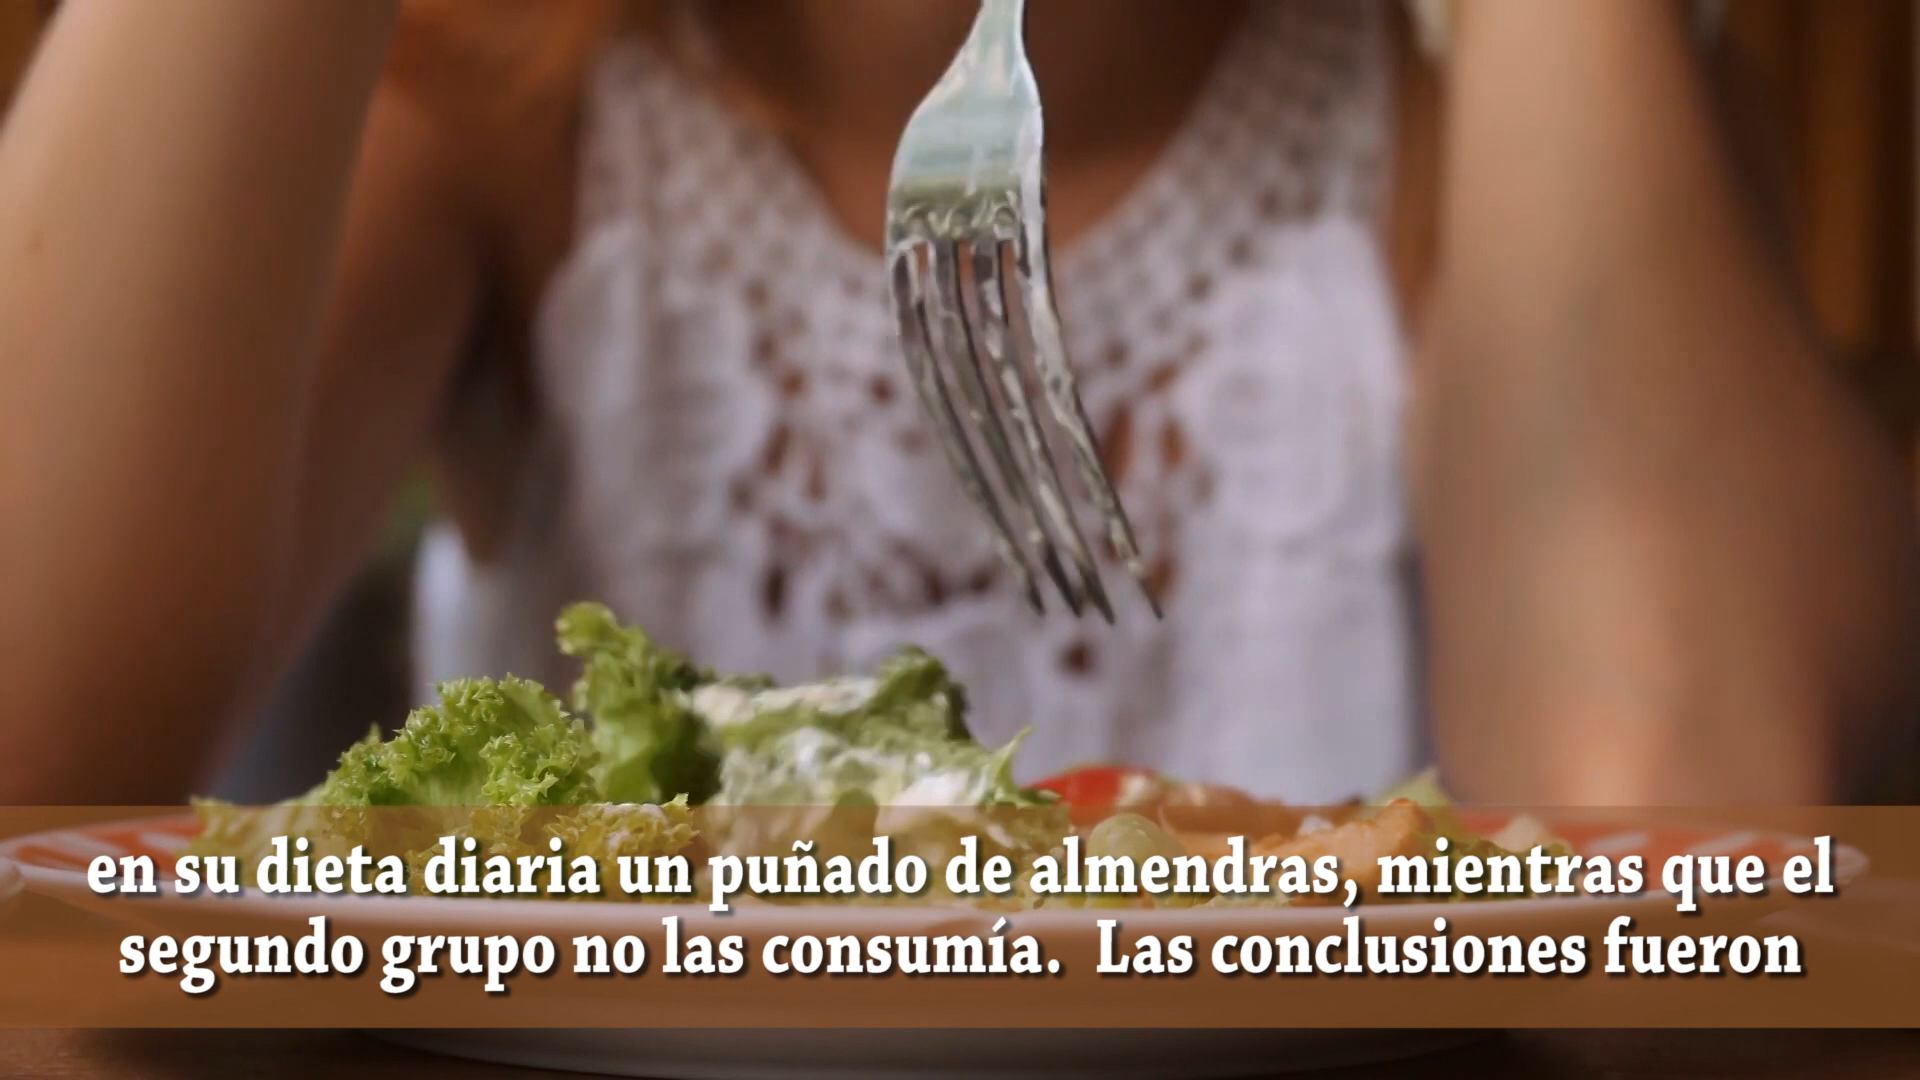 en su dieta diaria un puñado de almendras, mientras que el
segundo grupo no las consumía.  Las conclusiones fueron